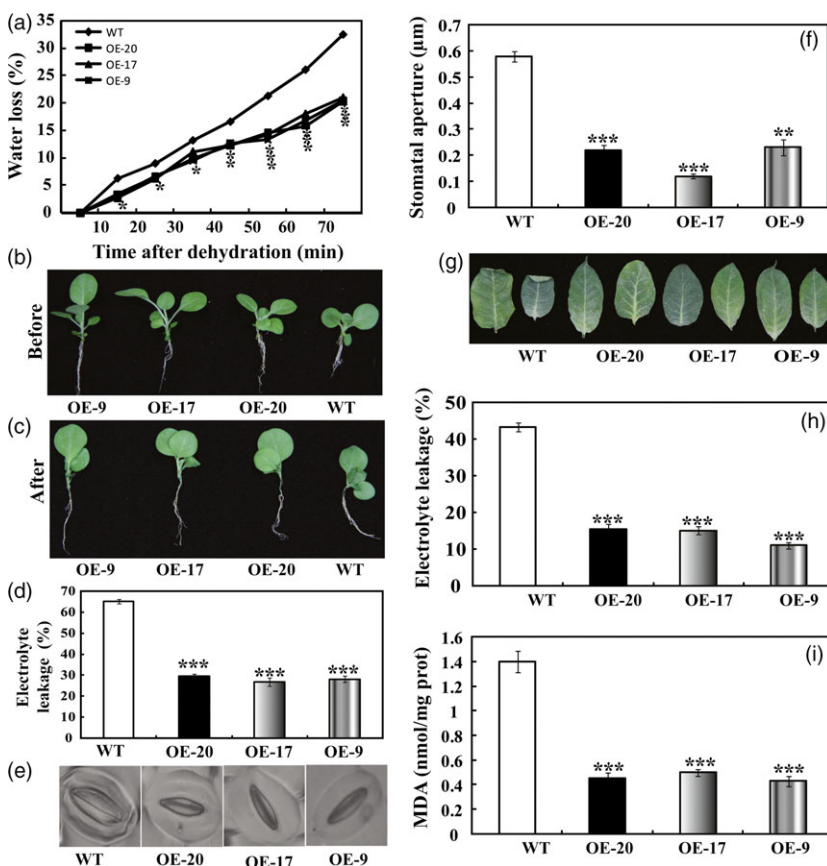 (a)
WT
OE-20
OE-17
OE-9
Water loss (%)
35
30
25
20
15
10
5
0
* * * ** *** *** ***
10 20 30 40 50 60 70
Time after dehydration (min)
(b)
Before
OE-9 OE-17 OE-20 WT
(c)
After
OE-9 OE-17 OE-20 WT
(d)
Electrolyte
leakage (%)
70
60
50
40
30
20
10
0
*** *** ***
WT OE-20 OE-17 OE-9
(e)
WT OE-20 OE-17 OE-9
(f)
Stomatal aperture (µm)
0.7
0.6
0.5
0.4
0.3
0.2
0.1
0
*** *** **
WT OE-20 OE-17 OE-9
(g)
WT OE-20 OE-17 OE-9
(h)
Electrolyte leakage (%)
50
40
30
20
10
0
*** *** ***
WT OE-20 OE-17 OE-9
(i)
MDA (nmol/mg prot)
1.6
1.4
1.2
1
0.8
0.6
0.4
0.2
0
*** *** ***
WT OE-20 OE-17 OE-9